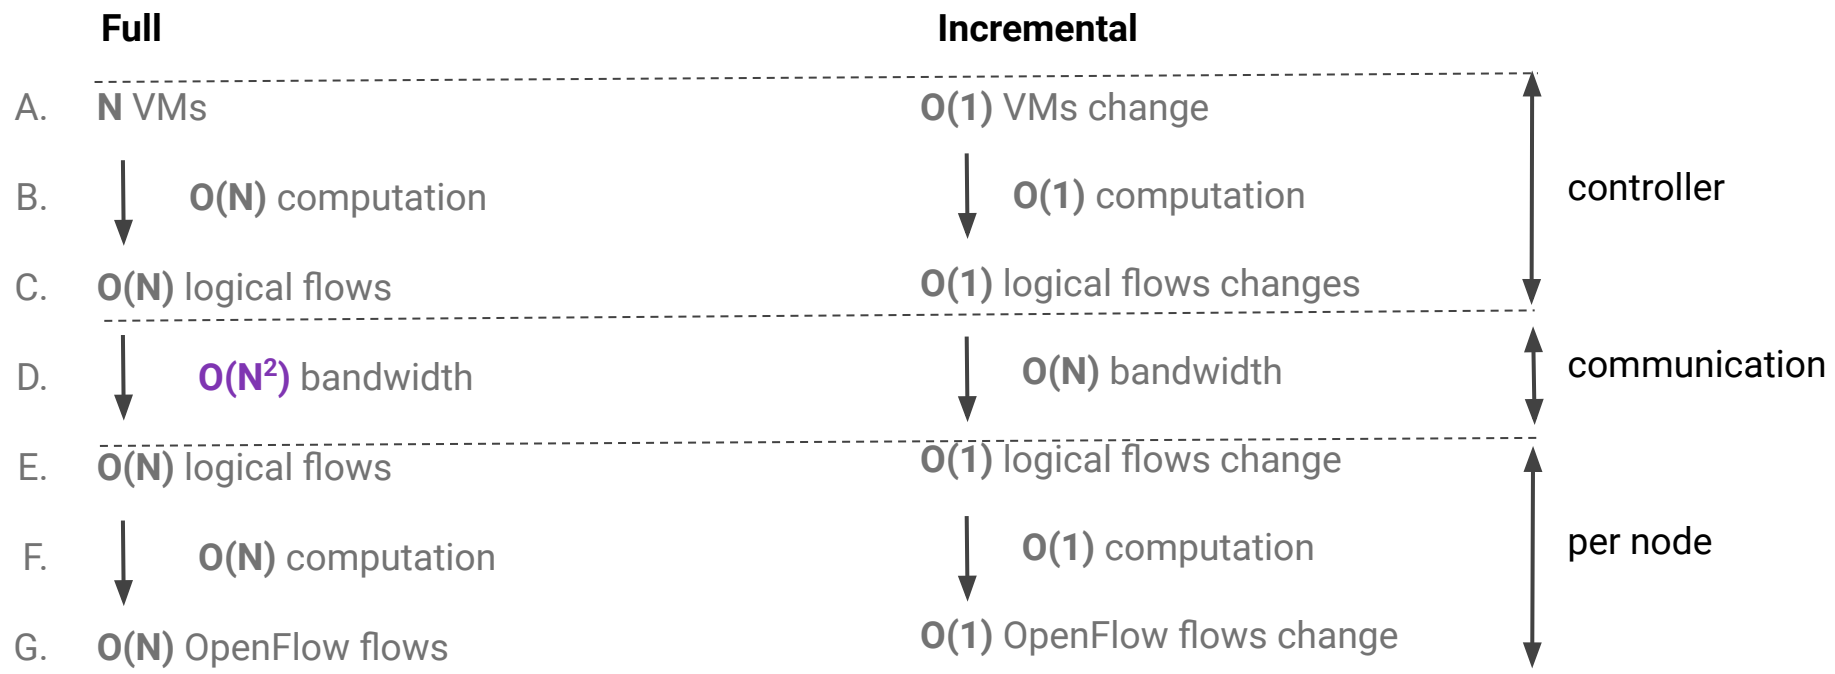 Full Incremental
A. N VMs O(1) VMs change
B. O(N) computation O(1) computation controller
C. O(N) logical flows O(1) logical flows changes
D. O(N²) bandwidth O(N) bandwidth communication
E. O(N) logical flows O(1) logical flows change
F. O(N) computation O(1) computation per node
G. O(N) OpenFlow flows O(1) OpenFlow flows change